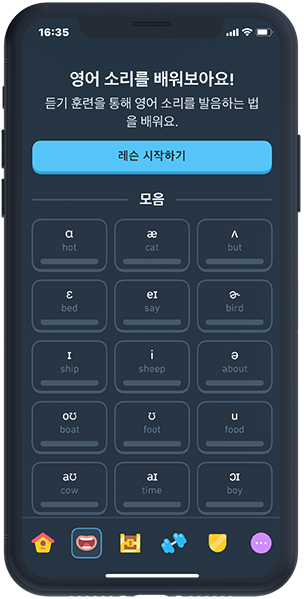 16:35
영어 소리를 배워보아요!
듣기 훈련을 통해 영어 소리를 발음하는 법
을 배워요.
레슨 시작하기
모음
ɑ æ ʌ
hot cat but
ɛ eɪ ɚ
bed say bird
ɪ i ə
ship sheep about
oʊ ʊ u
boat foot food
aʊ aɪ ɔɪ
cow time boy